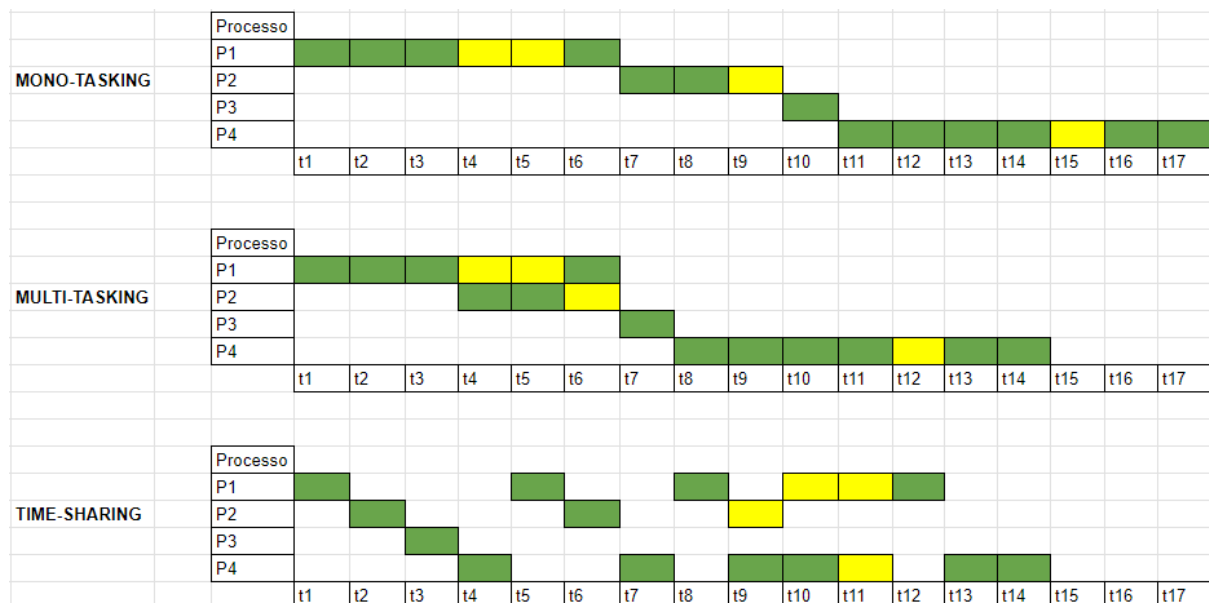 Processo
P1
MONO-TASKING P2
P3
P4
t1 t2 t3 t4 t5 t6 t7 t8 t9 t10 t11 t12 t13 t14 t15 t16 t17
Processo
P1
MULTI-TASKING P2
P3
P4
t1 t2 t3 t4 t5 t6 t7 t8 t9 t10 t11 t12 t13 t14 t15 t16 t17
Processo
P1
TIME-SHARING P2
P3
P4
t1 t2 t3 t4 t5 t6 t7 t8 t9 t10 t11 t12 t13 t14 t15 t16 t17